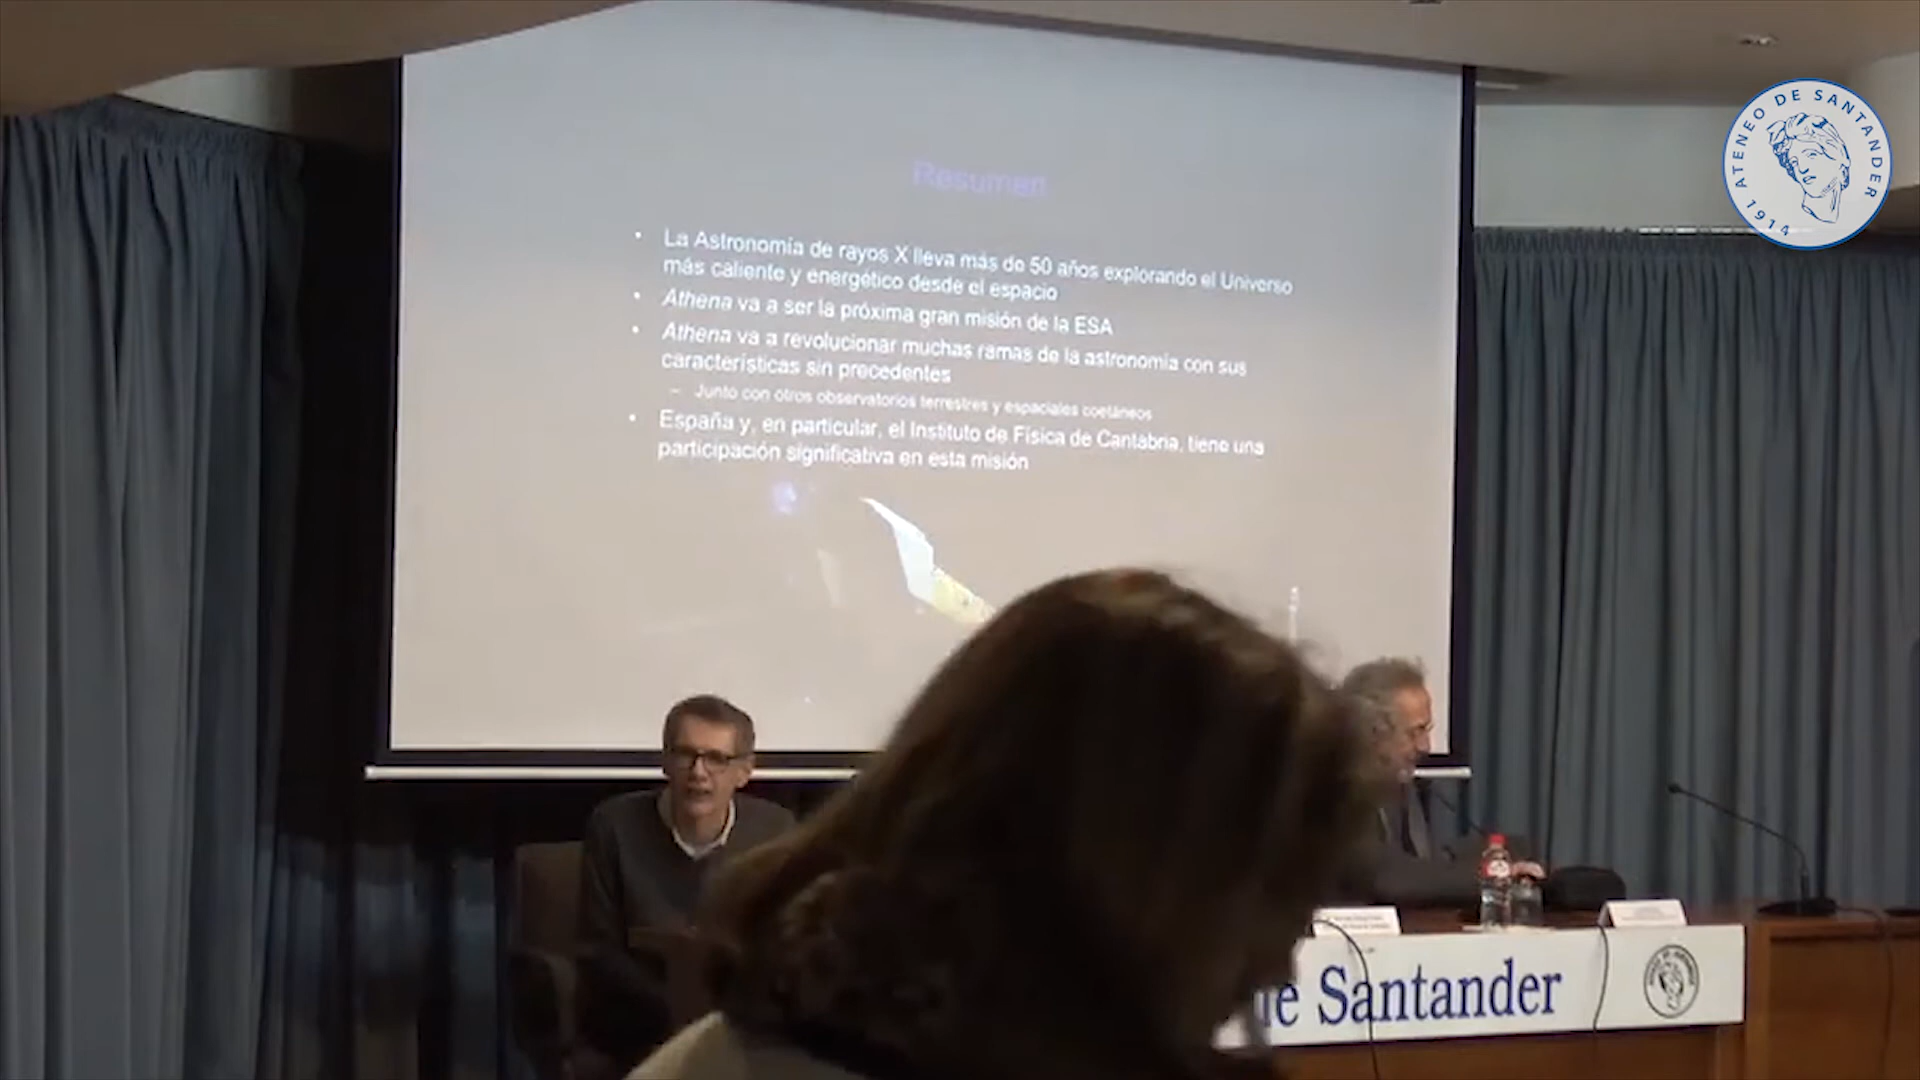 Resumen
• La Astronomía de rayos X lleva más de 50 años explorando el Universo
más caliente y energético desde el espacio
• Athena va a ser la próxima gran misión de la ESA
• Athena va a revolucionar muchas ramas de la astronomía con sus
características sin precedentes
– Junto con otros observatorios terrestres y espaciales coetáneos
• España y, en particular, el Instituto de Física de Cantabria, tiene una
participación significativa en esta misión
ATENEO DE SANTANDER
1914
de Santander